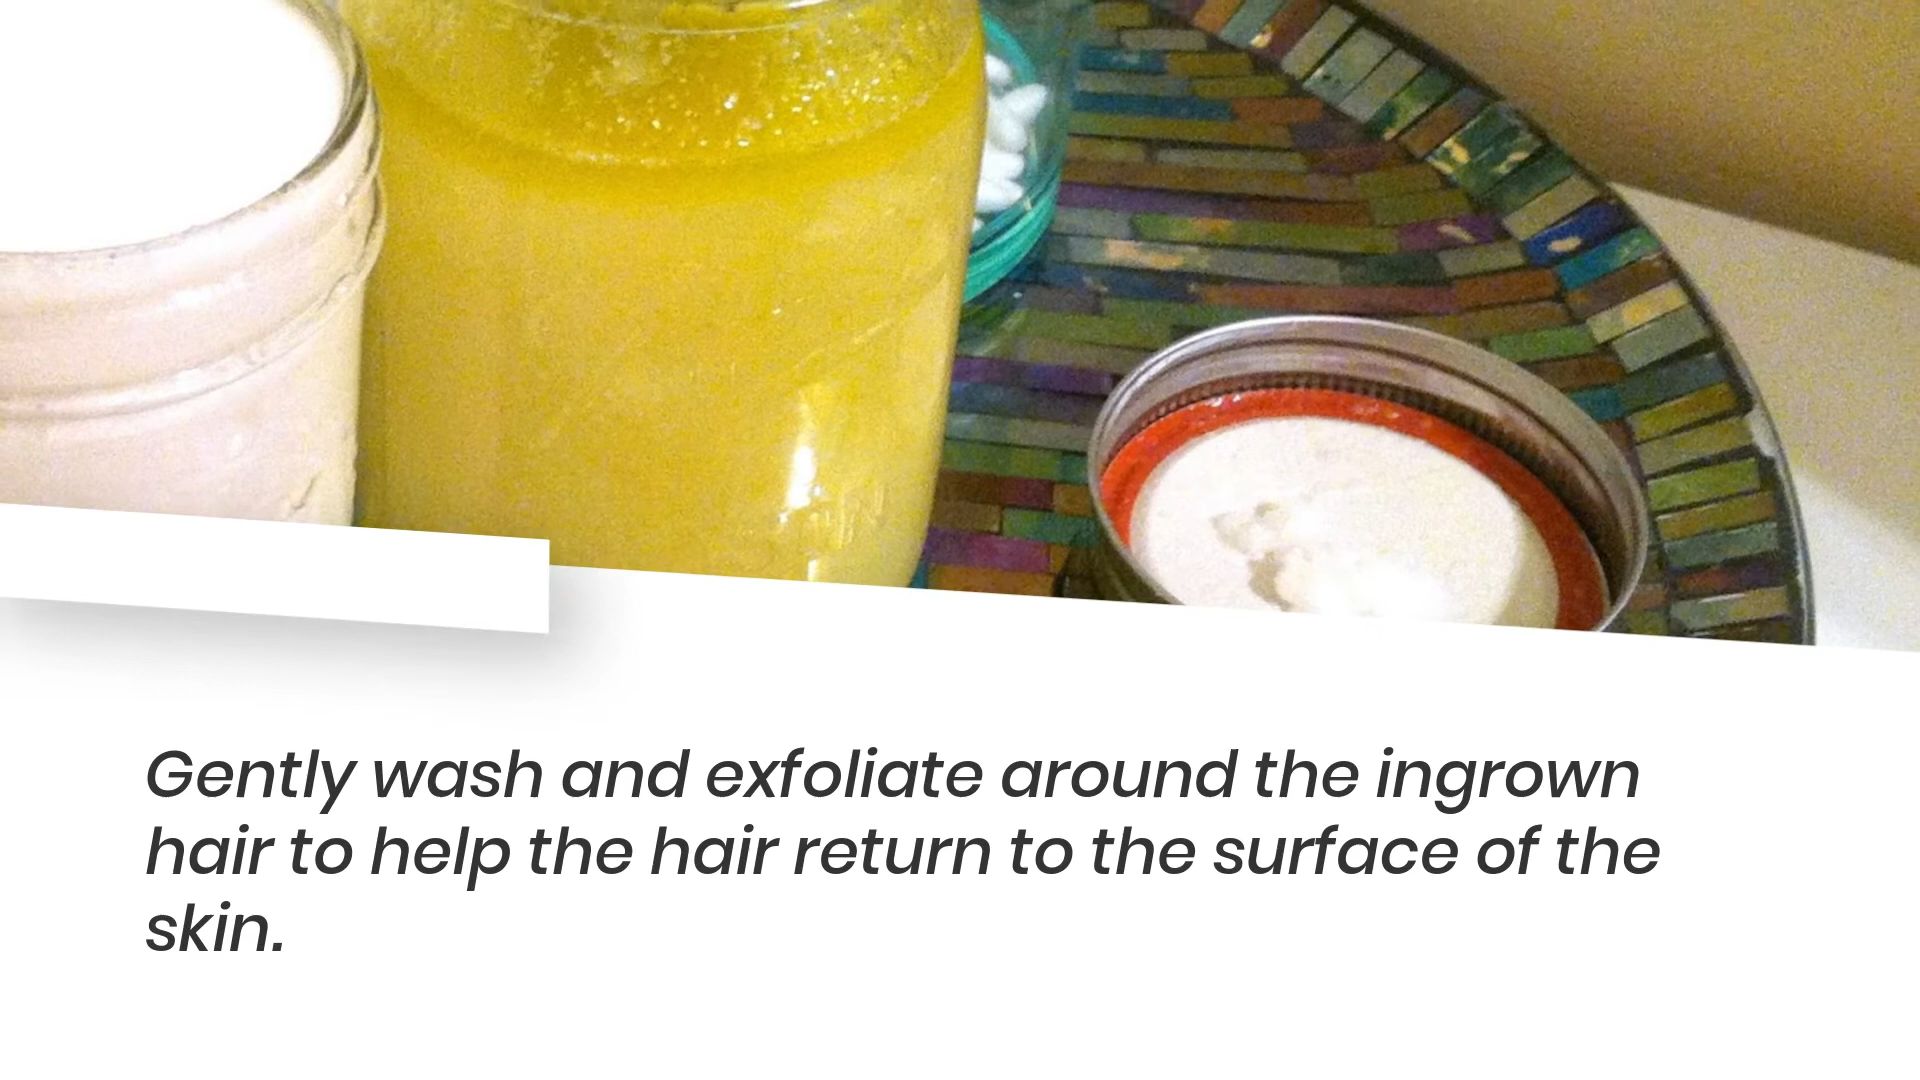 Gently wash and exfoliate around the ingrown
hair to help the hair return to the surface of the
skin.